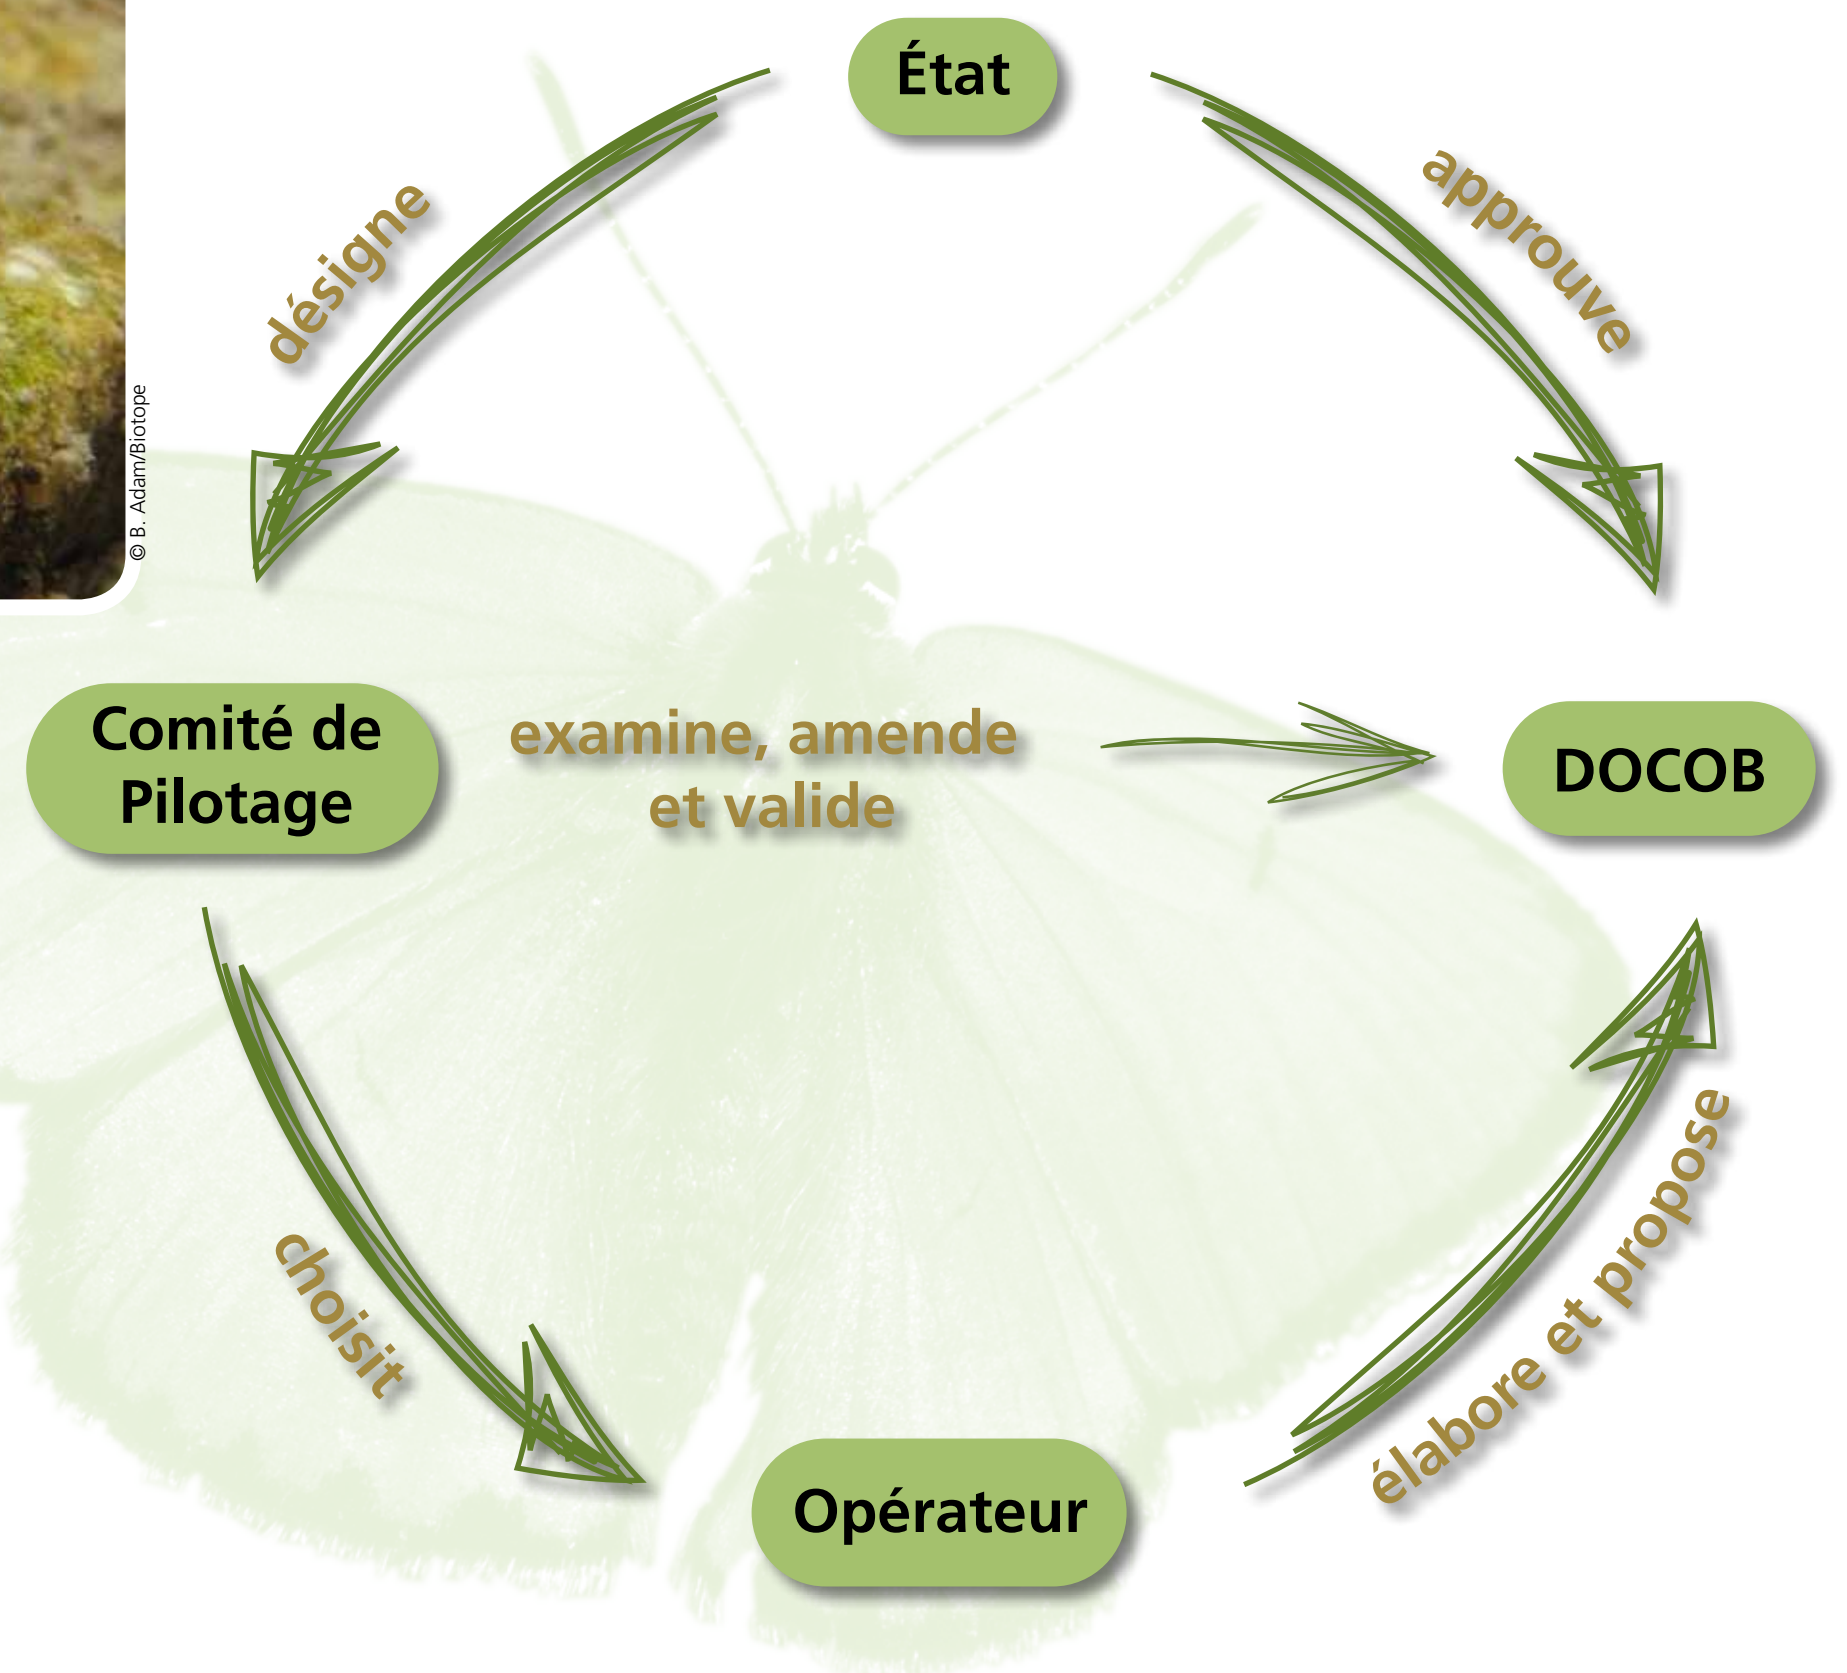 État
désigne
approuve
© B. Adam/Biotope
Comité de
Pilotage
examine, amende
et valide
DOCOB
choisit
élabore et propose
Opérateur